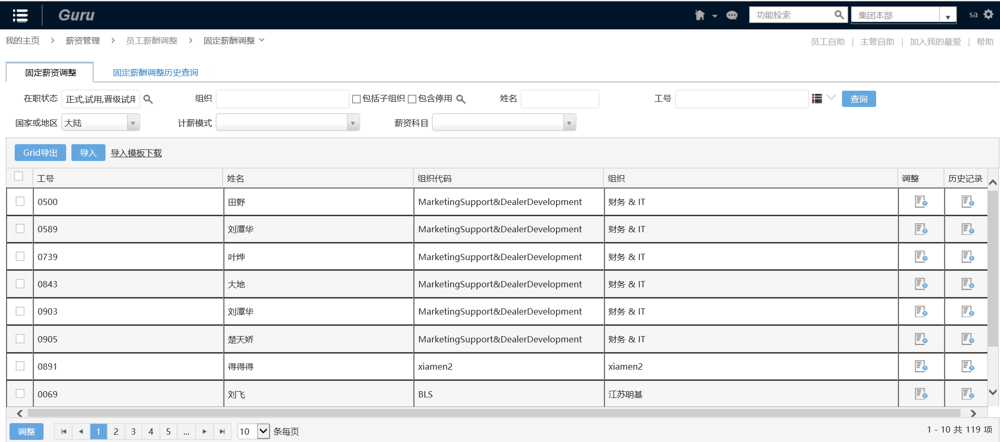 Guru 功能检索 集团本部 sa
我的主页 > 薪资管理 > 员工薪酬调整 > 固定薪酬调整
员工自助 | 主管自助 | 加入我的最爱 | 帮助
固定薪资调整 固定薪酬调整历史查询
在职状态 正式,试用,晋级试用 组织 包括子组织 包含停用 姓名 工号 查询
国家或地区 大陆 计薪模式 薪资科目
Grid导出 导入 导入模板下载
工号 姓名 组织代码 组织 调整 历史记录
0500 田野 MarketingSupport&DealerDevelopment 财务 & IT
0589 刘潭华 MarketingSupport&DealerDevelopment 财务 & IT
0739 叶烨 MarketingSupport&DealerDevelopment 财务 & IT
0843 大地 MarketingSupport&DealerDevelopment 财务 & IT
0903 刘潭华 MarketingSupport&DealerDevelopment 财务 & IT
0905 楚天娇 MarketingSupport&DealerDevelopment 财务 & IT
0891 得得得 xiamen2 xiamen2
0069 刘飞 BLS 江苏明基
调整 1 2 3 4 5 ... 10 条每页 1 - 10 共 119 项